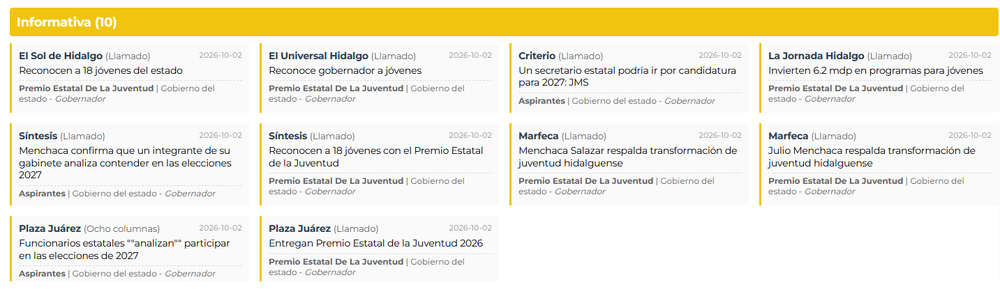 Informativa (10)
El Sol de Hidalgo (Llamado) 2026-10-02
Reconocen a 18 jóvenes del estado
Premio Estatal De La Juventud | Gobierno del
estado - Gobernador
El Universal Hidalgo (Llamado) 2026-10-02
Reconoce gobernador a jóvenes
Premio Estatal De La Juventud | Gobierno del
estado - Gobernador
Criterio (Llamado) 2026-10-02
Un secretario estatal podría ir por candidatura
para 2027: JMS
Aspirantes | Gobierno del estado - Gobernador
La Jornada Hidalgo (Llamado) 2026-10-02
Invierten 6.2 mdp en programas para jóvenes
Premio Estatal De La Juventud | Gobierno del
estado - Gobernador
Síntesis (Llamado) 2026-10-02
Menchaca confirma que un integrante de su
gabinete analiza contender en las elecciones
2027
Aspirantes | Gobierno del estado - Gobernador
Síntesis (Llamado) 2026-10-02
Reconocen a 18 jóvenes con el Premio Estatal
de la Juventud
Premio Estatal De La Juventud | Gobierno del
estado - Gobernador
Marfeca (Llamado) 2026-10-02
Menchaca Salazar respalda transformación de
juventud hidalguense
Premio Estatal De La Juventud | Gobierno del
estado - Gobernador
Marfeca (Llamado) 2026-10-02
Julio Menchaca respalda transformación de
juventud hidalguense
Premio Estatal De La Juventud | Gobierno del
estado - Gobernador
Plaza Juárez (Ocho columnas) 2026-10-02
Funcionarios estatales ""analizan"" participar
en las elecciones de 2027
Aspirantes | Gobierno del estado - Gobernador
Plaza Juárez (Llamado) 2026-10-02
Entregan Premio Estatal de la Juventud 2026
Premio Estatal De La Juventud | Gobierno del
estado - Gobernador